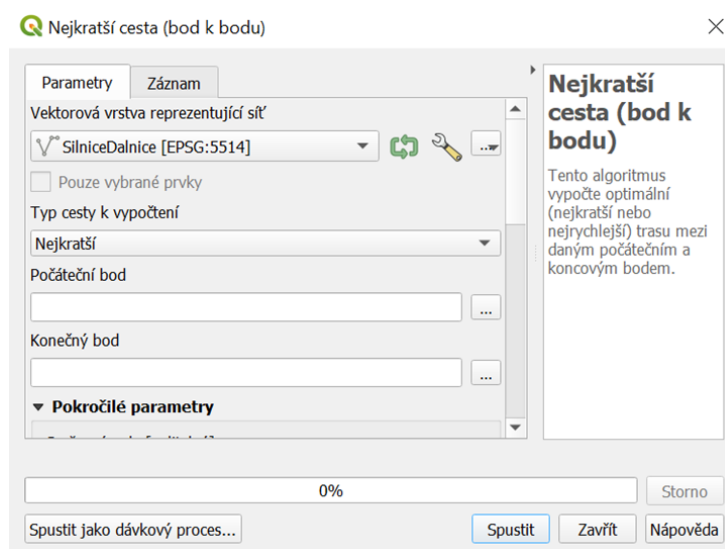 Nejkratší cesta (bod k bodu)
Parametry
Záznam
Vektorová vrstva reprezentující síť
SilniceDalnice [EPSG:5514]
...
Pouze vybrané prvky
Typ cesty k vypočtení
Nejkratší
Počáteční bod
...
Konečný bod
...
Pokročilé parametry
Nejkratší
cesta (bod k
bodu)
Tento algoritmus
vypočte optimální
(nejkratší nebo
nejrychlejší) trasu mezi
daným počátečním a
koncovým bodem.
0%
Storno
Spustit jako dávkový proces...
Spustit
Zavřít
Nápověda